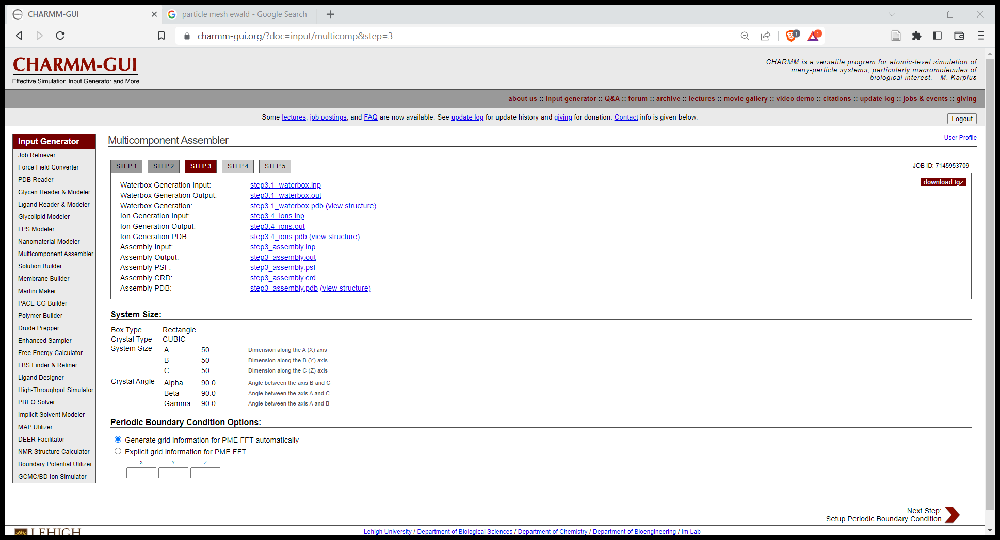 CHARMM-GUI
particle mesh ewald - Google Search
charmm-gui.org/?doc=input/multicomp&step=3
1
1
CHARMM-GUI
Effective Simulation Input Generator and More
CHARMM is a versatile program for atomic-level simulation of
many-particle systems, particularly macromolecules of
biological interest. - M. Karplus
about us :: input generator :: Q&A :: forum :: archive :: lectures :: movie gallery :: video demo :: citations :: update log :: jobs & events :: giving
Some lectures, job postings, and FAQ are now available. See update log for update history and giving for donation. Contact info is given below.
Logout
Input Generator
Job Retriever
Force Field Converter
PDB Reader
Glycan Reader & Modeler
Ligand Reader & Modeler
Glycolipid Modeler
LPS Modeler
Nanomaterial Modeler
Multicomponent Assembler
Solution Builder
Membrane Builder
Martini Maker
PACE CG Builder
Polymer Builder
Drude Prepper
Enhanced Sampler
Free Energy Calculator
LBS Finder & Refiner
Ligand Designer
High-Throughput Simulator
PBEQ Solver
Implicit Solvent Modeler
MAP Utilizer
DEER Facilitator
NMR Structure Calculator
Boundary Potential Utilizer
GCMC/BD Ion Simulator
Multicomponent Assembler
User Profile
STEP 1 STEP 2 STEP 3 STEP 4 STEP 5
JOB ID: 7145953709
download.tgz
Waterbox Generation Input: step3.1_waterbox.inp
Waterbox Generation Output: step3.1_waterbox.out
Waterbox Generation: step3.1_waterbox.pdb (view structure)
Ion Generation Input: step3.4_ions.inp
Ion Generation Output: step3.4_ions.out
Ion Generation PDB: step3.4_ions.pdb (view structure)
Assembly Input: step3_assembly.inp
Assembly Output: step3_assembly.out
Assembly PSF: step3_assembly.psf
Assembly CRD: step3_assembly.crd
Assembly PDB: step3_assembly.pdb (view structure)
System Size:
Box Type Rectangle
Crystal Type CUBIC
System Size A 50 Dimension along the A (X) axis
B 50 Dimension along the B (Y) axis
C 50 Dimension along the C (Z) axis
Crystal Angle Alpha 90.0 Angle between the axis B and C
Beta 90.0 Angle between the axis A and C
Gamma 90.0 Angle between the axis A and B
Periodic Boundary Condition Options:
Generate grid information for PME FFT automatically
Explicit grid information for PME FFT
X Y Z
Next Step:
Setup Periodic Boundary Condition
LEHIGH
Lehigh University / Department of Biological Sciences / Department of Chemistry / Department of Bioengineering / Im Lab